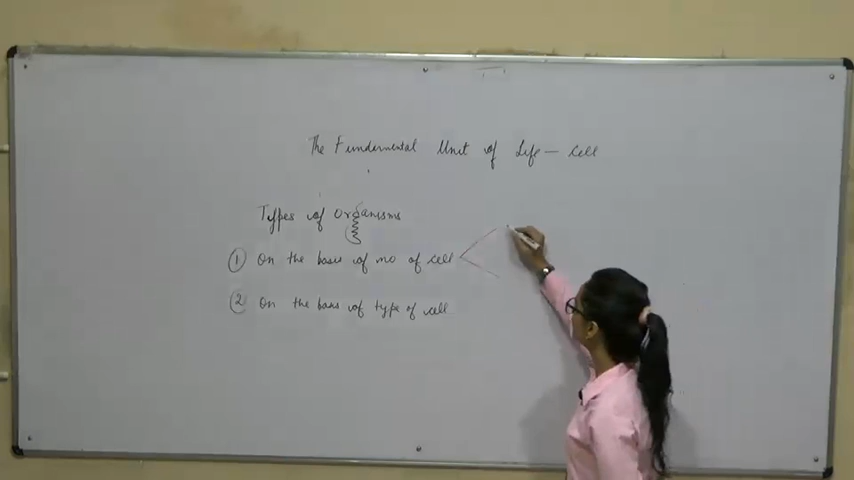 The Fundamental Unit of Life - Cell
Types of Organisms
① On the basis of no of cell
② On the basis of type of cell